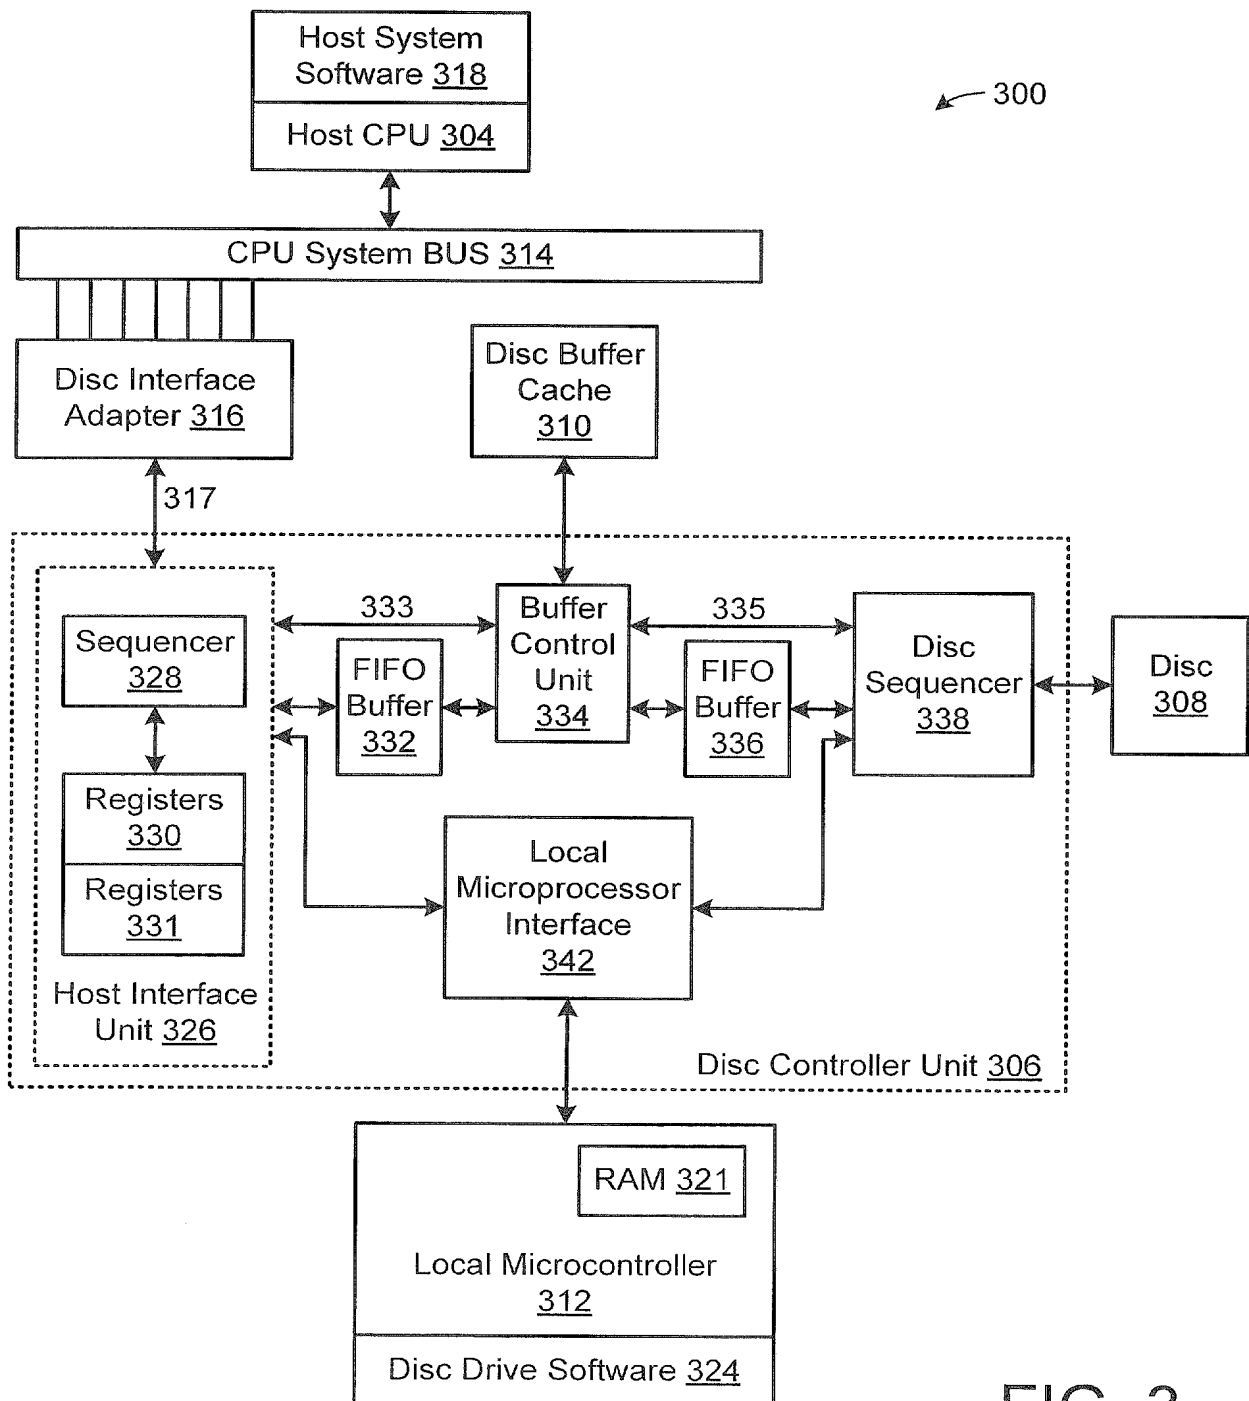 Host System
Software 318
Host CPU 304
300
CPU System BUS 314
Disc Interface
Adapter 316
Disc Buffer
Cache
310
317
Sequencer
328
Registers
330
Registers
331
Host Interface
Unit 326
333
FIFO
Buffer
332
Buffer
Control
Unit
334
335
FIFO
Buffer
336
Disc
Sequencer
338
Disc
308
Local
Microprocessor
Interface
342
Disc Controller Unit 306
RAM 321
Local Microcontroller
312
Disc Drive Software 324
FIG. 3